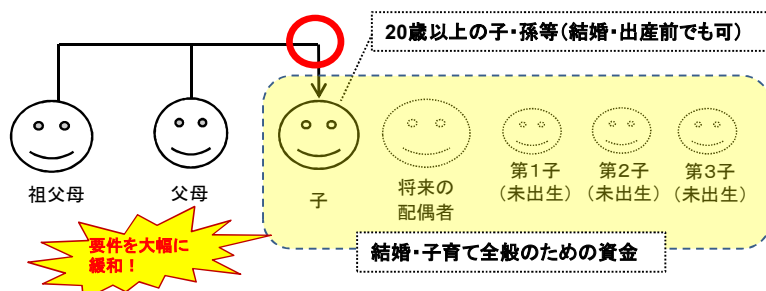 20歳以上の子・孫等（結婚・出産前でも可）
祖父母
父母
子
将来の
配偶者
第１子
（未出生）
第２子
（未出生）
第３子
（未出生）
要件を大幅に
緩和！
結婚・子育て全般のための資金